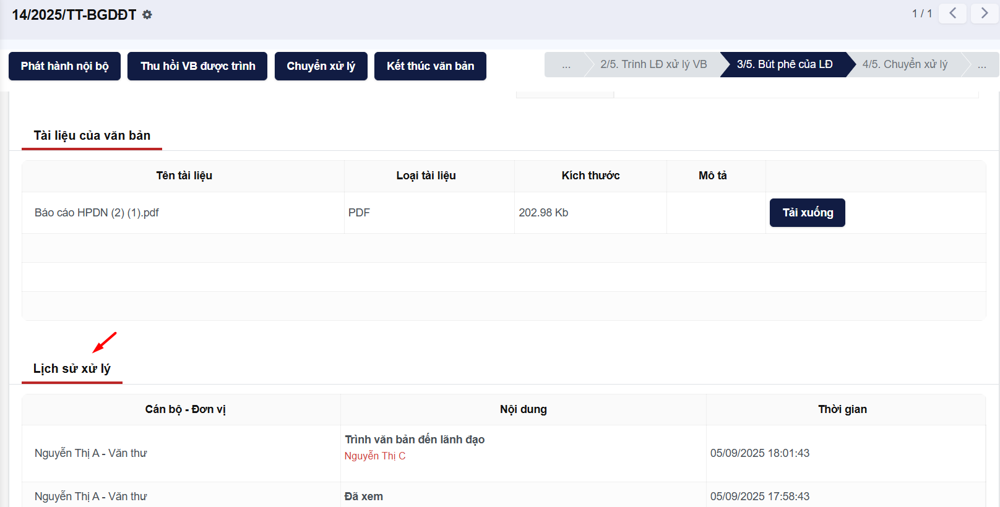 14/2025/TT-BGDĐT
1 / 1
Phát hành nội bộ
Thu hồi VB được trình
Chuyển xử lý
Kết thúc văn bản
...
2/5. Trình LĐ xử lý VB
3/5. Bút phê của LĐ
4/5. Chuyển xử lý
...
Tài liệu của văn bản
Tên tài liệu Loại tài liệu Kích thước Mô tả
Báo cáo HPDN (2) (1).pdf PDF 202.98 Kb Tải xuống
Lịch sử xử lý
Cán bộ - Đơn vị Nội dung Thời gian
Trình văn bản đến lãnh đạo
Nguyễn Thị A - Văn thư Nguyễn Thị C 05/09/2025 18:01:43
Nguyễn Thị A - Văn thư Đã xem 05/09/2025 17:58:43